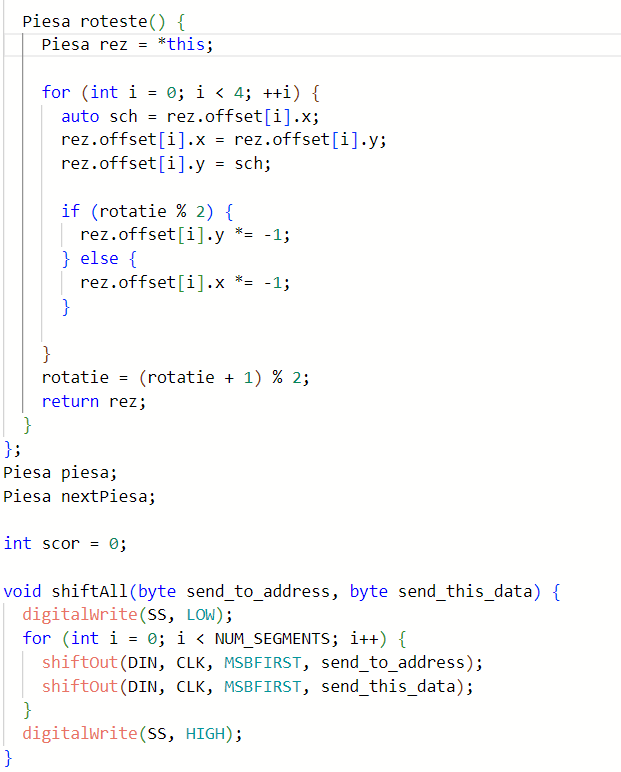 Piesa roteste() {
Piesa rez = *this;
for (int i = 0; i < 4; ++i) {
auto sch = rez.offset[i].x;
rez.offset[i].x = rez.offset[i].y;
rez.offset[i].y = sch;
if (rotatie % 2) {
rez.offset[i].y *= -1;
} else {
rez.offset[i].x *= -1;
}
}
rotatie = (rotatie + 1) % 2;
return rez;
}
};
Piesa piesa;
Piesa nextPiesa;
int scor = 0;
void shiftAll(byte send_to_address, byte send_this_data) {
digitalWrite(SS, LOW);
for (int i = 0; i < NUM_SEGMENTS; i++) {
shiftOut(DIN, CLK, MSBFIRST, send_to_address);
shiftOut(DIN, CLK, MSBFIRST, send_this_data);
}
digitalWrite(SS, HIGH);
}